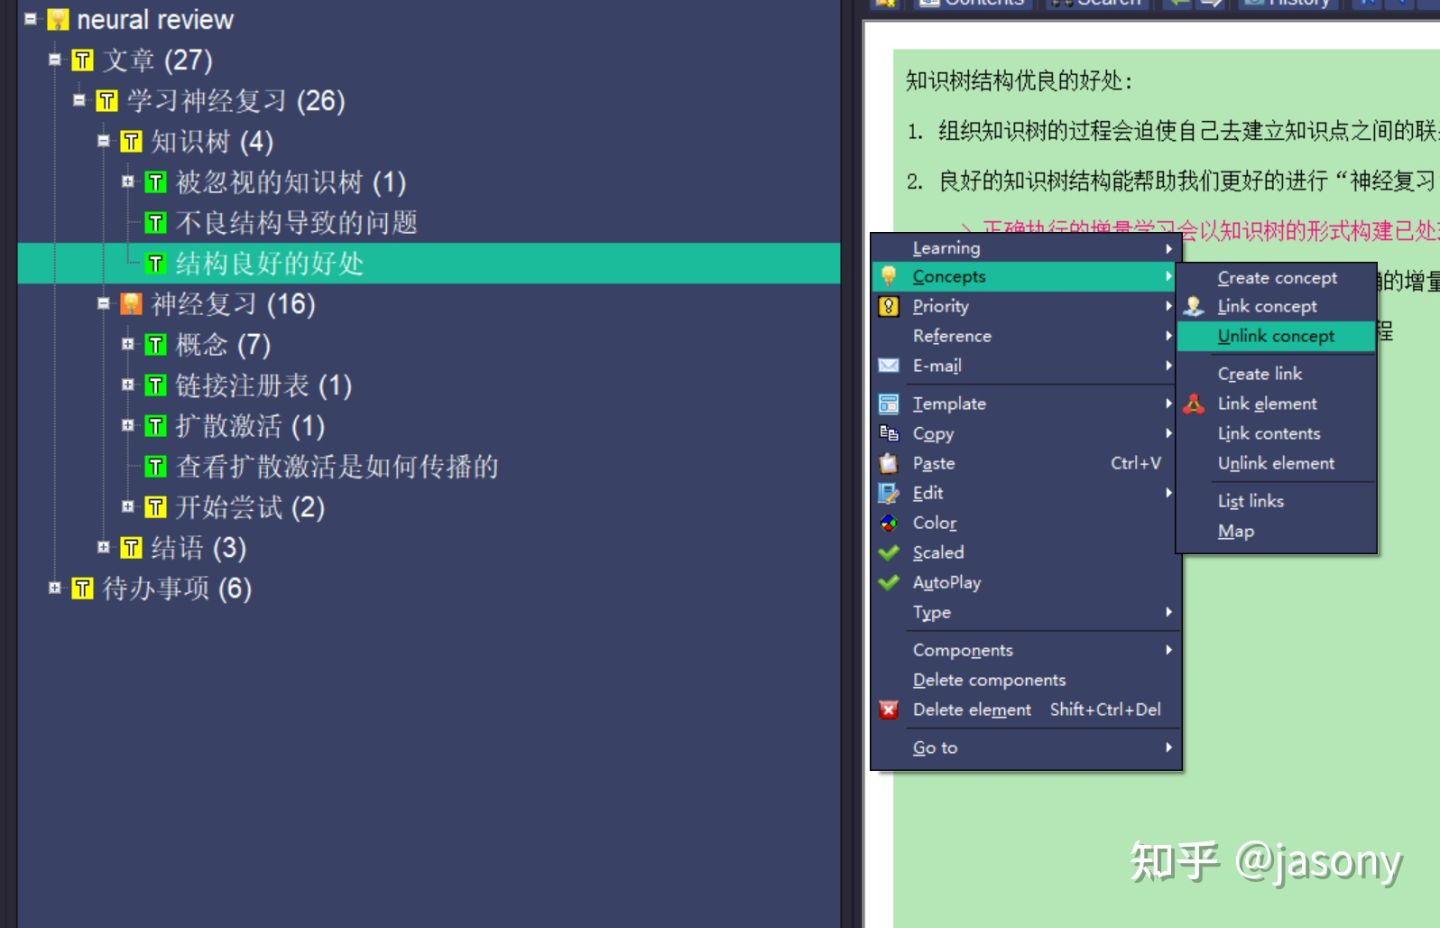 neural review
文章 (27)
学习神经复习 (26)
知识树 (4)
被忽视的知识树 (1)
不良结构导致的问题
结构良好的好处
神经复习 (16)
概念 (7)
链接注册表 (1)
扩散激活 (1)
查看扩散激活是如何传播的
开始尝试 (2)
结语 (3)
待办事项 (6)
Contents
Search
History
知识树结构优良的好处:
1. 组织知识树的过程会迫使自己去建立知识点之间的联
2. 良好的知识树结构能帮助我们更好的进行“神经复习
> 正确执行的增量学习会以知识树的形式构建已处
的增量
程
Learning
Concepts
Priority
Reference
E-mail
Template
Copy
Paste Ctrl+V
Edit
Color
Scaled
AutoPlay
Type
Components
Delete components
Delete element Shift+Ctrl+Del
Go to
Create concept
Link concept
Unlink concept
Create link
Link element
Link contents
Unlink element
List links
Map
知乎 @jasony